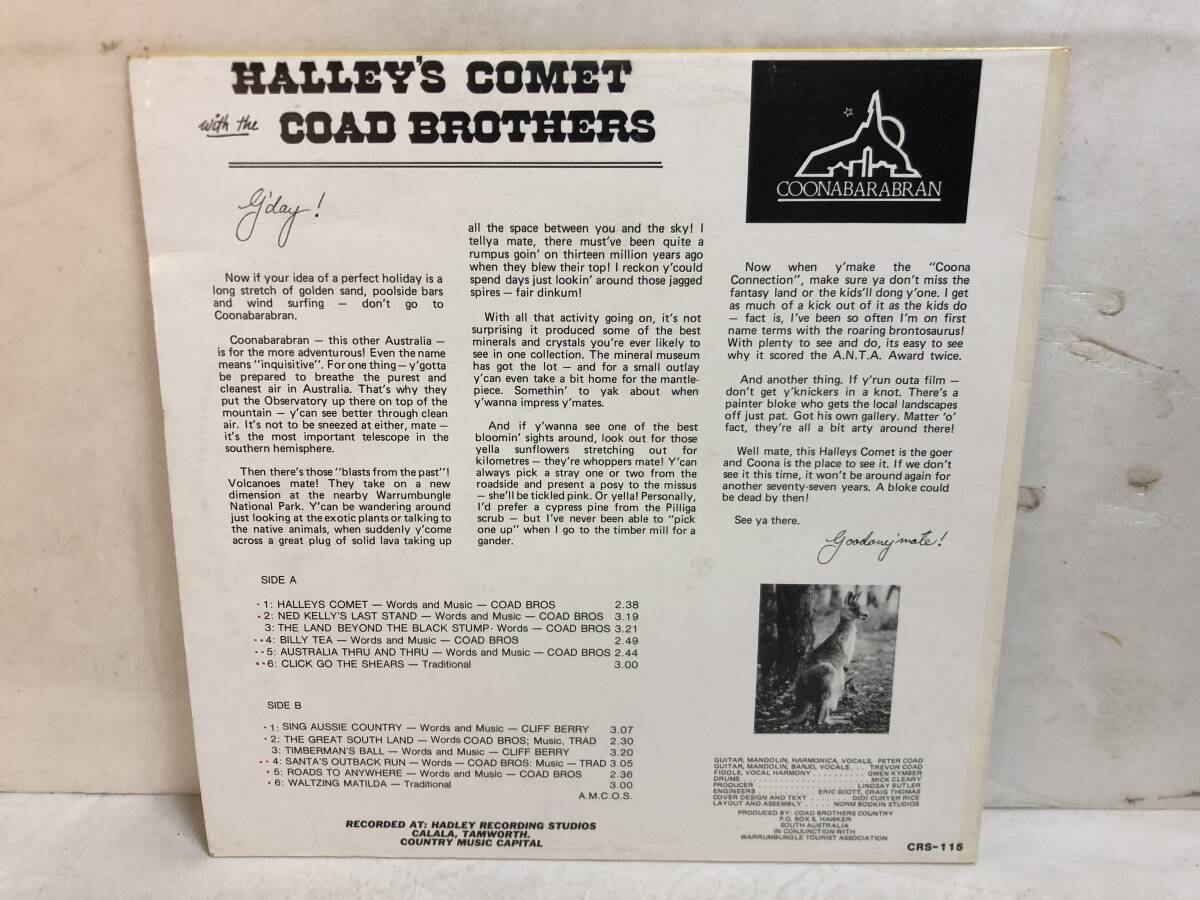 HALLEY'S COMET
with the COAD BROTHERS
COONABARABRAN
G'day!
Now if your idea of a perfect holiday is a
long stretch of golden sand, poolside bars
and wind surfing — don't go to
Coonabarabran.
Coonabarabran — this other Australia —
is for the more adventurous! Even the name
means "inquisitive". For one thing — y'gotta
be prepared to breathe the purest and
cleanest air in Australia. That's why they
put the Observatory up there on top of the
mountain — y'can see better through clean
air. It's not to be sneezed at either, mate —
it's the most important telescope in the
southern hemisphere.
Then there's those "blasts from the past"!
Volcanoes mate! They take on a new
dimension at the nearby Warrumbungle
National Park. Y'can be wandering around
just looking at the exotic plants or talking to
the native animals, when suddenly y'come
across a great plug of solid lava taking up
all the space between you and the sky! I
tellya mate, there must've been quite a
rumpus goin' on thirteen million years ago
when they blew their top! I reckon y'could
spend days just lookin' around those jagged
spires — fair dinkum!
With all that activity going on, it's not
surprising it produced some of the best
minerals and crystals you're ever likely to
see in one collection. The mineral museum
has got the lot — and for a small outlay
y'can even take a bit home for the mantle-
piece. Somethin' to yak about when
y'wanna impress y'mates.
And if y'wanna see one of the best
bloomin' sights around, look out for those
yella sunflowers stretching out for
kilometres — they're whoppers mate! Y'can
always pick a stray one or two from the
roadside and present a posy to the missus
— she'll be tickled pink. Or yella! Personally,
I'd prefer a cypress pine from the Pilliga
scrub — but I've never been able to "pick
one up" when I go to the timber mill for a
gander.
Now when y'make the "Coona
Connection", make sure ya don't miss the
fantasy land or the kids'll dong y'one. I get
as much of a kick out of it as the kids do
— fact is, I've been so often I'm on first
name terms with the roaring brontosaurus!
With plenty to see and do, its easy to see
why it scored the A.N.T.A. Award twice.
And another thing. If y'run outa film —
don't get y'knickers in a knot. There's a
painter bloke who gets the local landscapes
off just pat. Got his own gallery. Matter 'o'
fact, they're all a bit arty around there!
Well mate, this Halleys Comet is the goer
and Coona is the place to see it. If we don't
see it this time, it won't be around again for
another seventy-seven years. A bloke could
be dead by then!
See ya there.
Goodonej'mate!
SIDE A
1: HALLEYS COMET — Words and Music — COAD BROS 2.38
2: NED KELLY'S LAST STAND — Words and Music — COAD BROS 3.19
3: THE LAND BEYOND THE BLACK STUMP - Words — COAD BROS 3.21
4: BILLY TEA — Words and Music — COAD BROS 2.49
5: AUSTRALIA THRU AND THRU — Words and Music — COAD BROS 2.44
6: CLICK GO THE SHEARS — Traditional 3.00
SIDE B
1: SING AUSSIE COUNTRY — Words and Music — CLIFF BERRY 3.07
2: THE GREAT SOUTH LAND — Words COAD BROS; Music, TRAD 2.30
3: TIMBERMAN'S BALL — Words and Music — CLIFF BERRY 3.20
4: SANTA'S OUTBACK RUN — Words — COAD BROS: Music — TRAD 3.05
5: ROADS TO ANYWHERE — Words and Music — COAD BROS 2.36
6: WALTZING MATILDA — Traditional 3.00
A.M.C.O.S.
RECORDED AT: HADLEY RECORDING STUDIOS
CALALA, TAMWORTH.
COUNTRY MUSIC CAPITAL
GUITAR, MANDOLIN, HARMONICA, VOCALS, PETER COAD
GUITAR, MANDOLIN, BANJO, VOCALS . . . TREVOR COAD
FIDDLE, VOCAL HARMONY . . . GWEN KYMBER
DRUMS . . . MICK CLEARY
PRODUCER . . . LINDSAY BUTLER
ENGINEERS . . . ERIC SCOTT, CRAIG THOMAS
COVER DESIGN AND TEXT . . . DIDI CURYER RICE
LAYOUT AND ASSEMBLY . . . NORM BODKIN STUDIOS
PRODUCED BY: COAD BROTHERS COUNTRY
P.O. BOX 5, HAWKER
SOUTH AUSTRALIA
IN CONJUNCTION WITH
WARRUMBUNGLE TOURIST ASSOCIATION
CRS-115